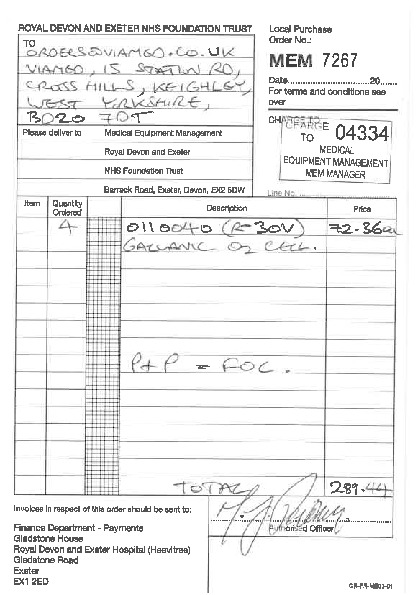 ROYAL DEVON AND EXETER NHS FOUNDATION TRUST
Local Purchase
Order No.:
MEM 7267
Date 20
For terms and conditions see
over
TO
ORDERS@VIAMED.CO.UK
VIAMED, 15 STATION RD,
CROSS HILLS, KEIGHLEY,
WEST YORKSHIRE,
BD20 7DT
CHARGE TO
CHARGE
TO 04334
MEDICAL
EQUIPMENT MANAGEMENT
MEM MANAGER
Please deliver to Medical Equipment Management
Royal Devon and Exeter
NHS Foundation Trust
Barrack Road, Exeter, Devon, EX2 5DW
Line No.
Item Quantity Ordered Description Price
4 0110040 (R-30V) 72-36ea
GALVANIC O2 CELL.
P+P = FOC.
TOTAL 289.44
Invoices in respect of this order should be sent to:
Authorised Officer
Finance Department - Payments
Gladstone House
Royal Devon and Exeter Hospital (Heavitree)
Gladstone Road
Exeter
EX1 2ED